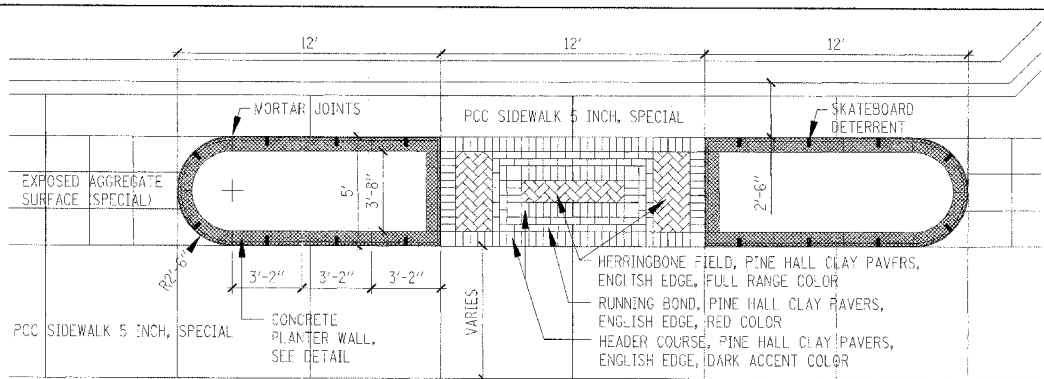 12'
12'
12'
MORTAR JOINTS
PCC SIDEWALK 5 INCH, SPECIAL
SKATEBOARD
DETERRENT
EXPOSED AGGREGATE
SURFACE (SPECIAL)
5'
3'-8"
2'-6"
R2'-6"
3'-2"
3'-2"
3'-2"
VARIES
HERRINGBONE FIELD, PINE HALL CLAY PAVERS,
ENGLISH EDGE, FULL RANGE COLOR
RUNNING BOND, PINE HALL CLAY PAVERS,
ENGLISH EDGE, RED COLOR
HEADER COURSE, PINE HALL CLAY PAVERS,
ENGLISH EDGE, DARK ACCENT COLOR
PCC SIDEWALK 5 INCH, SPECIAL
CONCRETE
PLANTER WALL,
SEE DETAIL